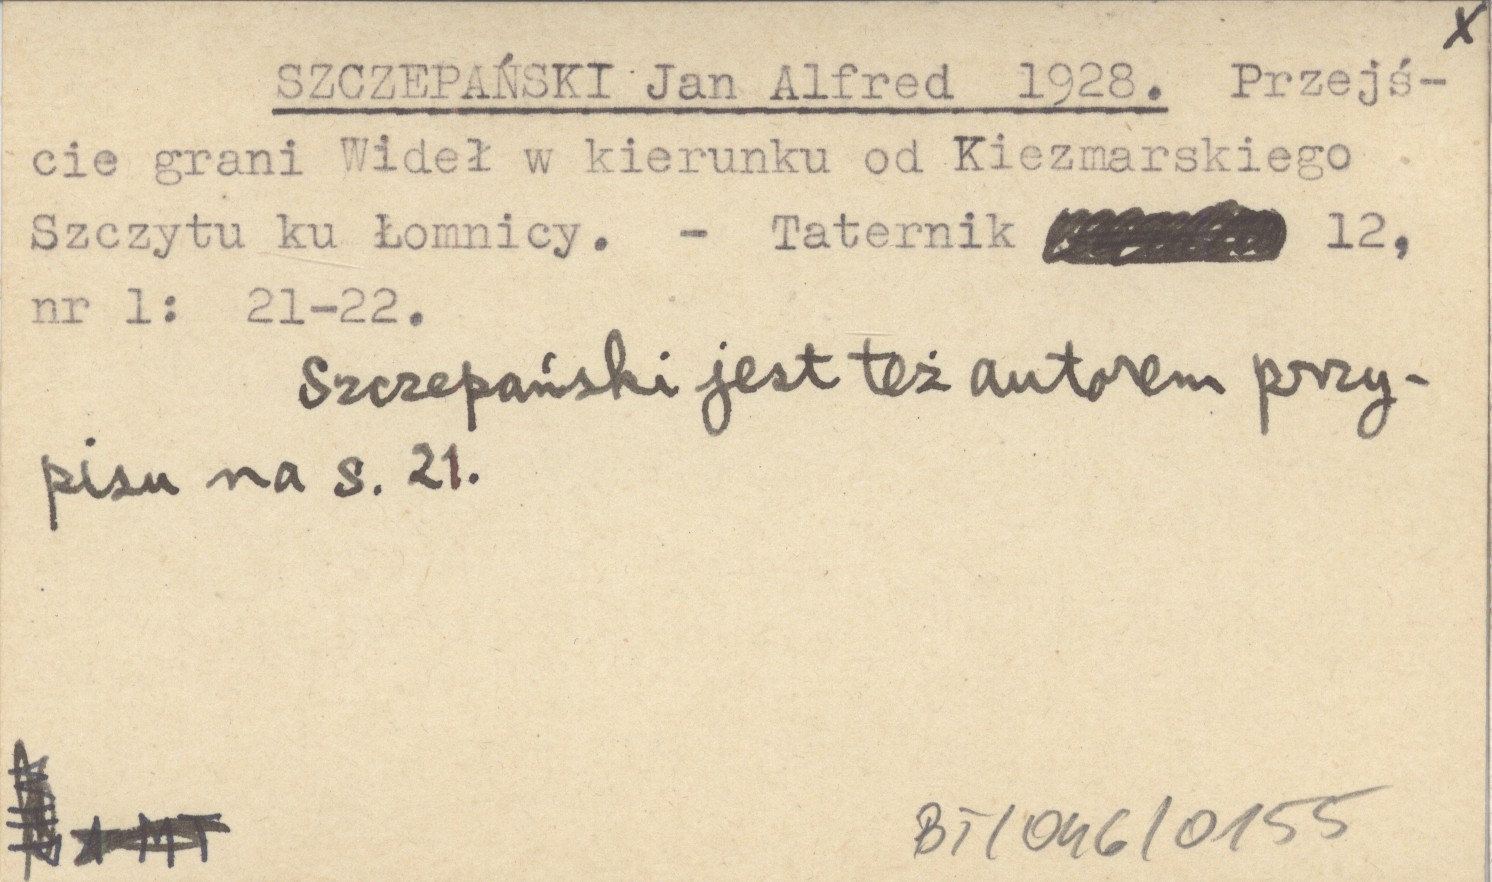 x
SZCZEPAŃSKI Jan Alfred 1928. Przejś-
cie grani Wideł w kierunku od Kiezmarskiego
Szczytu ku Łomnicy. - Taternik 12,
nr 1: 21-22.
Szczepański jest też autorem przy-
pisu na s. 21.
BT/046/0155